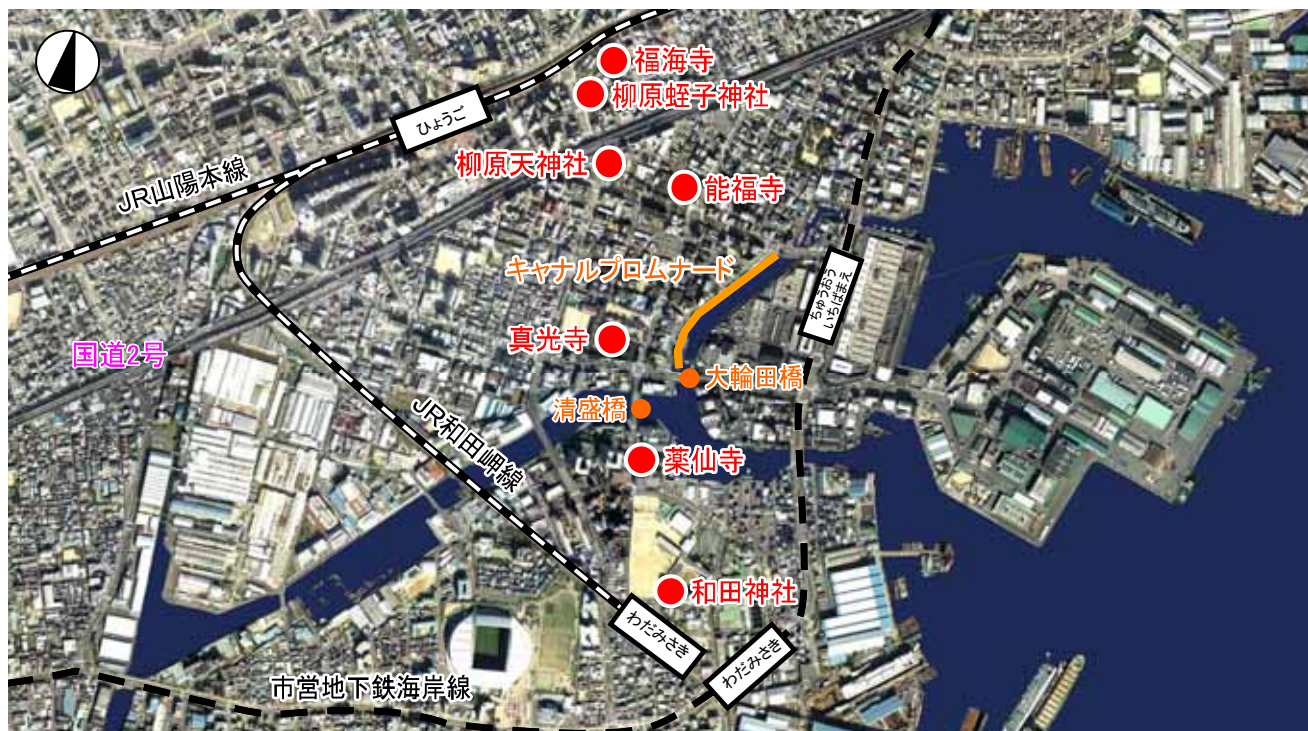 福海寺
柳原蛭子神社
ひょうご
柳原天神社
JR山陽本線
能福寺
キャナルプロムナード
ちゅうおう
いちばまえ
真光寺
国道2号
大輪田橋
清盛橋
JR和田岬線
薬仙寺
和田神社
わだみさき
わだみさき
市営地下鉄海岸線